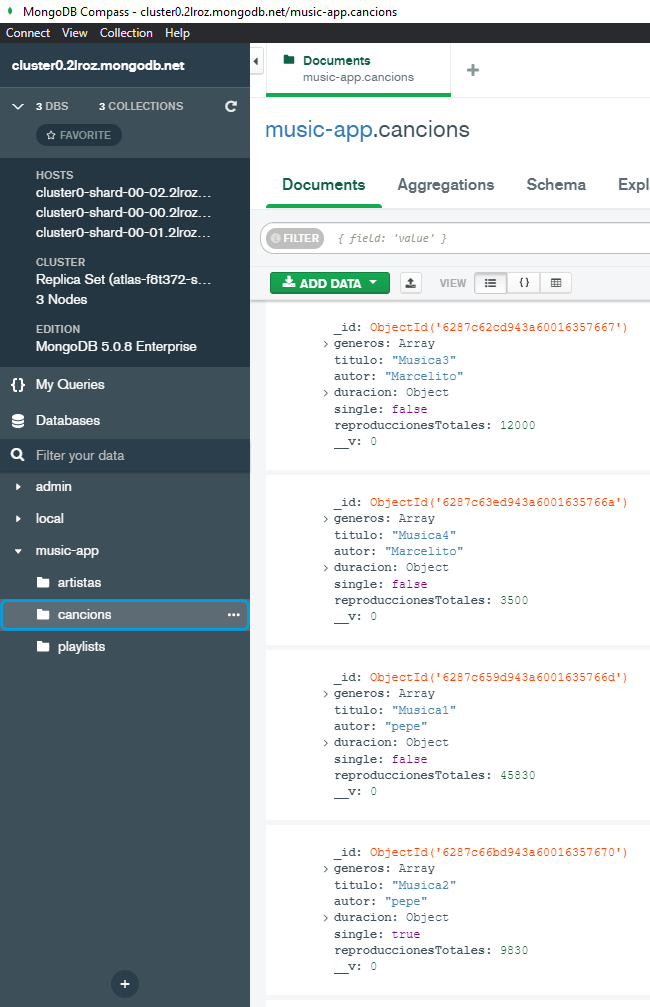 MongoDB Compass - cluster0.2lroz.mongodb.net/music-app.cancions
Connect View Collection Help
cluster0.2lroz.mongodb.net
3 DBS 3 COLLECTIONS
FAVORITE
HOSTS
cluster0-shard-00-02.2lroz...
cluster0-shard-00-00.2lroz...
cluster0-shard-00-01.2lroz...
CLUSTER
Replica Set (atlas-f8t372-s...
3 Nodes
EDITION
MongoDB 5.0.8 Enterprise
{} My Queries
Databases
Filter your data
admin
local
music-app
artistas
cancions ...
playlists
+
Documents
music-app.cancions
+
music-app.cancions
Documents Aggregations Schema Expl
FILTER { field: 'value' }
ADD DATA VIEW {}
_id: ObjectId('6287c62cd943a60016357667')
generos: Array
titulo: "Musica3"
autor: "Marcelito"
duracion: Object
single: false
reproduccionesTotales: 12000
__v: 0
_id: ObjectId('6287c63ed943a6001635766a')
generos: Array
titulo: "Musica4"
autor: "Marcelito"
duracion: Object
single: false
reproduccionesTotales: 3500
__v: 0
_id: ObjectId('6287c659d943a6001635766d')
generos: Array
titulo: "Musica1"
autor: "pepe"
duracion: Object
single: false
reproduccionesTotales: 45830
__v: 0
_id: ObjectId('6287c66bd943a60016357670')
generos: Array
titulo: "Musica2"
autor: "pepe"
duracion: Object
single: true
reproduccionesTotales: 9830
__v: 0